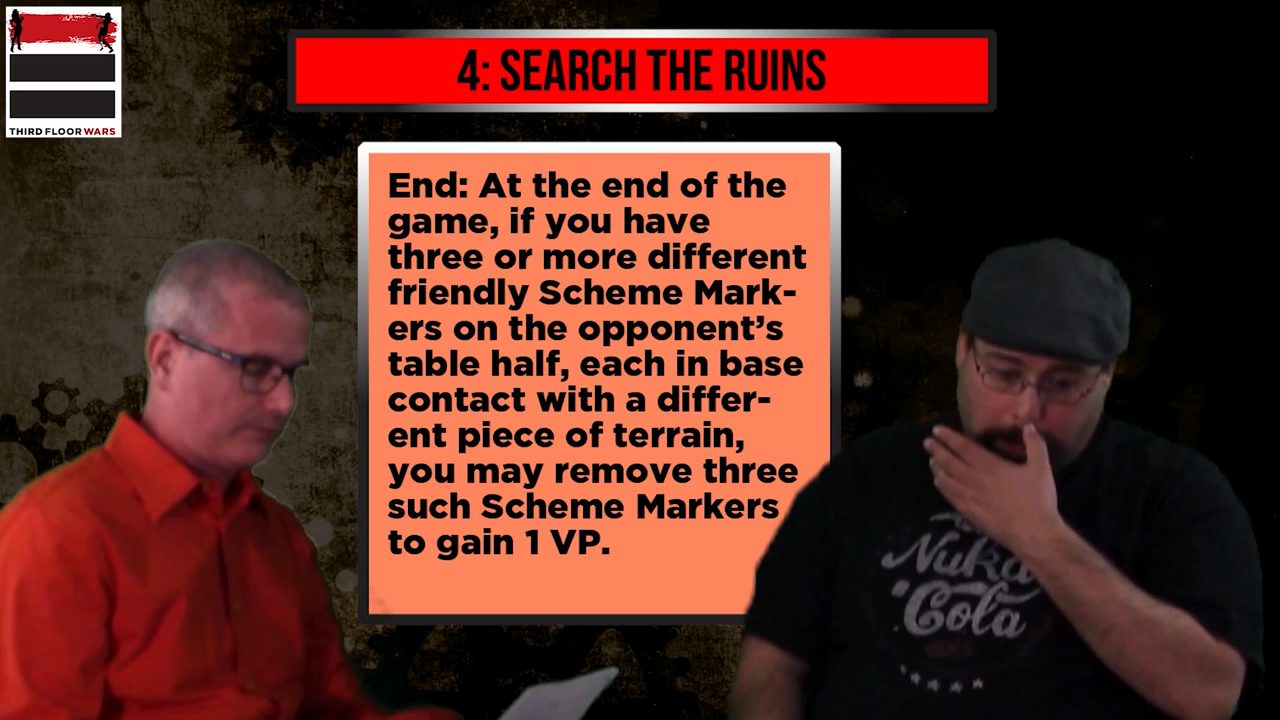 THIRD FLOOR WARS
4: SEARCH THE RUINS
End: At the end of the
game, if you have
three or more different
friendly Scheme Mark-
ers on the opponent's
table half, each in base
contact with a differ-
ent piece of terrain,
you may remove three
such Scheme Markers
to gain 1 VP.
Nuka
Cola